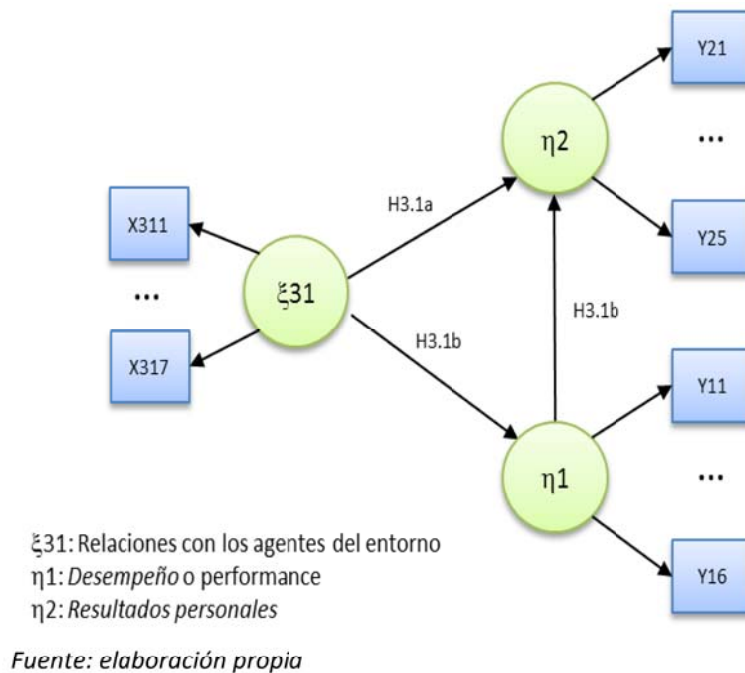 Y21
η2
...
H3.1a
X311
Y25
...
ξ31
H3.1b
X317
H3.1b
Y11
η1
...
Y16
ξ31: Relaciones con los agentes del entorno
η1: Desempeño o performance
η2: Resultados personales
Fuente: elaboración propia